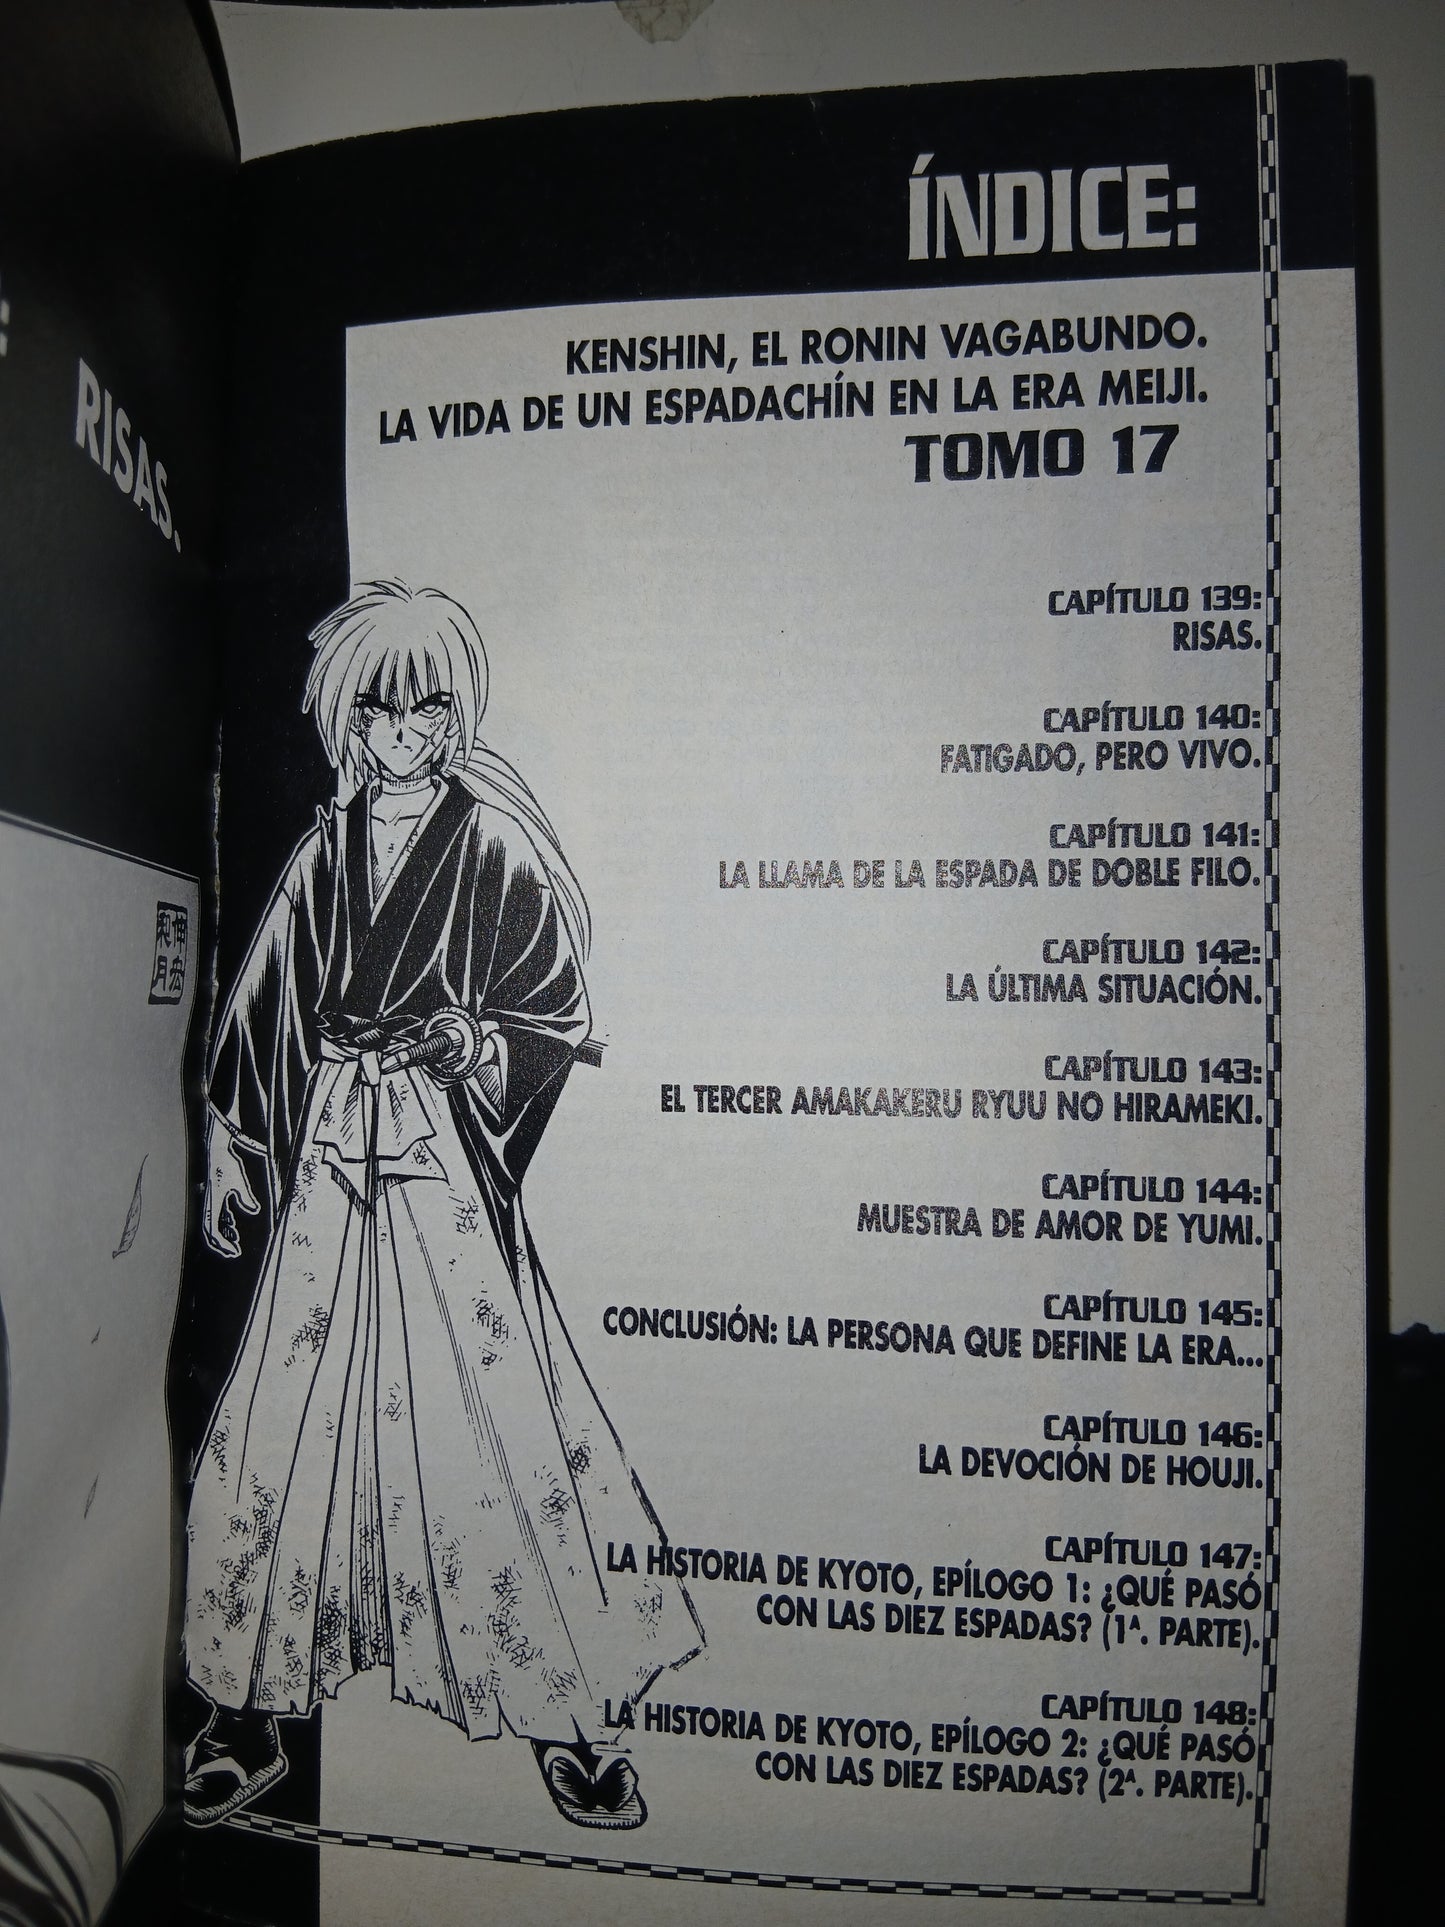 RISAS.
伸宏
和月
ÍNDICE:
KENSHIN, EL RONIN VAGABUNDO.
LA VIDA DE UN ESPADACHÍN EN LA ERA MEIJI.
TOMO 17
CAPÍTULO 139:
RISAS.
CAPÍTULO 140:
FATIGADO, PERO VIVO.
CAPÍTULO 141:
LA LLAMA DE LA ESPADA DE DOBLE FILO.
CAPÍTULO 142:
LA ÚLTIMA SITUACIÓN.
CAPÍTULO 143:
EL TERCER AMAKAKERU RYUU NO HIRAMEKI.
CAPÍTULO 144:
MUESTRA DE AMOR DE YUMI.
CAPÍTULO 145:
CONCLUSIÓN: LA PERSONA QUE DEFINE LA ERA...
CAPÍTULO 146:
LA DEVOCIÓN DE HOUJI.
CAPÍTULO 147:
LA HISTORIA DE KYOTO, EPÍLOGO 1: ¿QUÉ PASÓ
CON LAS DIEZ ESPADAS? (1ª. PARTE).
CAPÍTULO 148:
LA HISTORIA DE KYOTO, EPÍLOGO 2: ¿QUÉ PASÓ
CON LAS DIEZ ESPADAS? (2ª. PARTE).